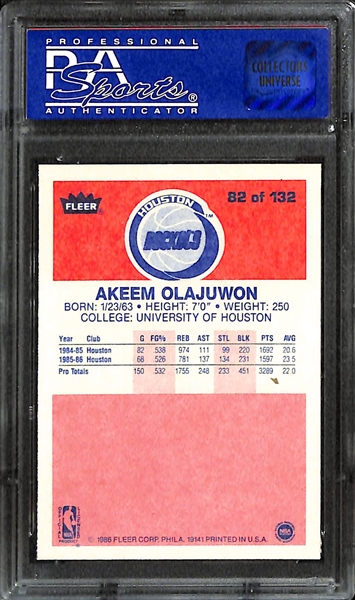 PROFESSIONAL
PSA
Sports®
AUTHENTICATOR
COLLECTORS
UNIVERSE
FLEER
HOUSTON
ROCKETS
TM
82 of 132
AKEEM OLAJUWON
BORN: 1/23/63 • HEIGHT: 7'0" • WEIGHT: 250
COLLEGE: UNIVERSITY OF HOUSTON
Year Club G FG% REB AST STL BLK PTS AVG
1984-85 Houston 82 .538 974 111 99 220 1692 20.6
1985-86 Houston 68 .526 781 137 134 231 1597 23.5
Pro Totals 150 .532 1755 248 233 451 3289 22.0
NBA
© 1986 FLEER CORP. PHILA. 19141 PRINTED IN U.S.A.